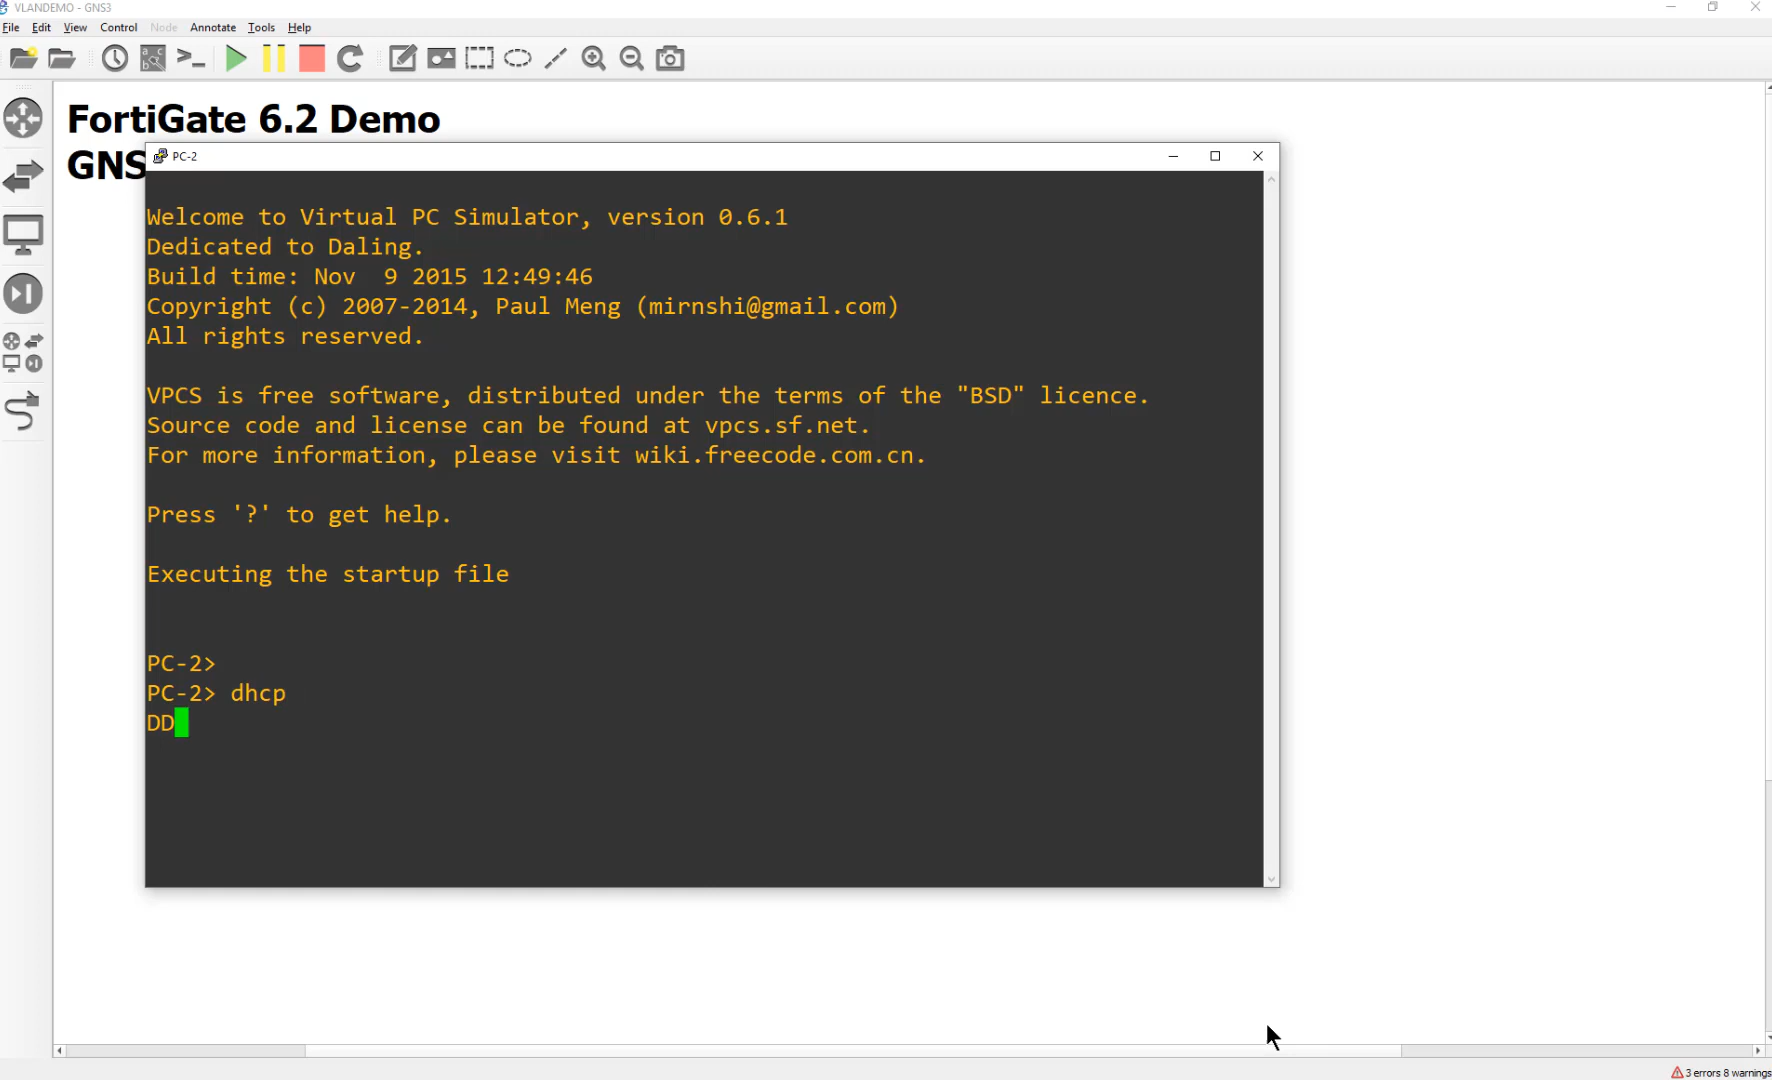 VLANDEMO - GNS3
File Edit View Control Node Annotate Tools Help
FortiGate 6.2 Demo
GNS
PC-2
Welcome to Virtual PC Simulator, version 0.6.1
Dedicated to Daling.
Build time: Nov  9 2015 12:49:46
Copyright (c) 2007-2014, Paul Meng (mirnshi@gmail.com)
All rights reserved.
VPCS is free software, distributed under the terms of the "BSD" licence.
Source code and license can be found at vpcs.sf.net.
For more information, please visit wiki.freecode.com.cn.
Press '?' to get help.
Executing the startup file
PC-2>
PC-2> dhcp
DD
3 errors 8 warnings